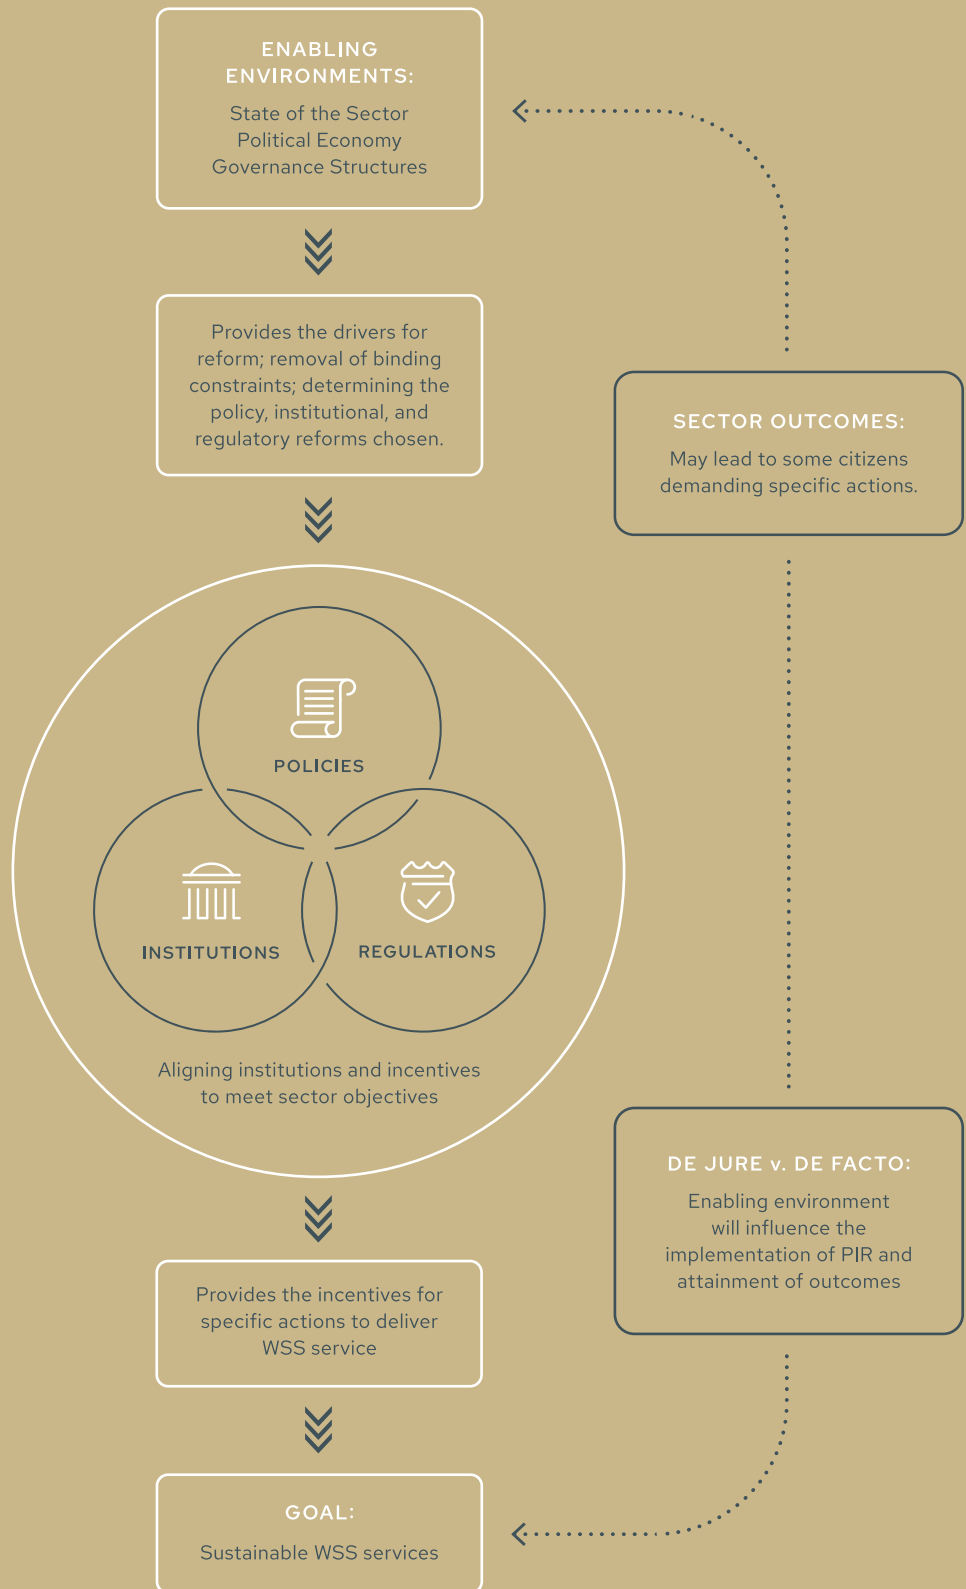 ENABLING
ENVIRONMENTS:
State of the Sector
Political Economy
Governance Structures
Provides the drivers for
reform; removal of binding
constraints; determining the
policy, institutional, and
regulatory reforms chosen.
SECTOR OUTCOMES:
May lead to some citizens
demanding specific actions.
POLICIES
INSTITUTIONS
REGULATIONS
Aligning institutions and incentives
to meet sector objectives
DE JURE v. DE FACTO:
Enabling environment
will influence the
implementation of PIR and
attainment of outcomes
Provides the incentives for
specific actions to deliver
WSS service
GOAL:
Sustainable WSS services